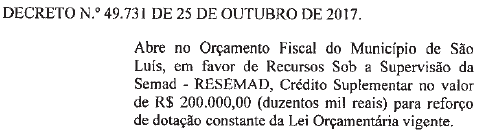 DECRETO N.º 49.731 DE 25 DE OUTUBRO DE 2017.
Abre no Orçamento Fiscal do Município de São
Luís, em favor de Recursos Sob a Supervisão da
Semad - RESEMAD, Crédito Suplementar no valor
de R$ 200.000,00 (duzentos mil reais) para reforço
de dotação constante da Lei Orçamentária vigente.